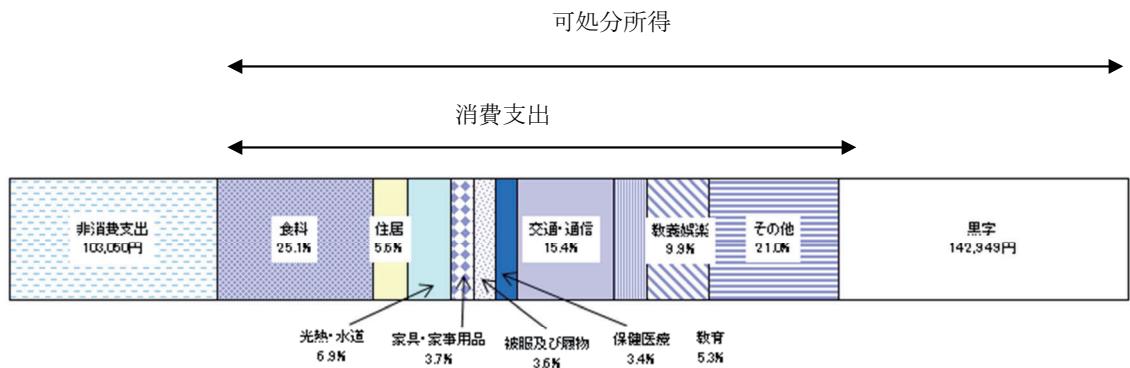 可処分所得
消費支出
非消費支出
103,050円
食料
25.1%
住居
5.6%
交通・通信
15.4%
教養娯楽
9.9%
その他
21.0%
黒字
142,949円
光熱・水道
6.9%
家具・家事用品
3.7%
被服及び履物
3.6%
保健医療
3.4%
教育
5.3%